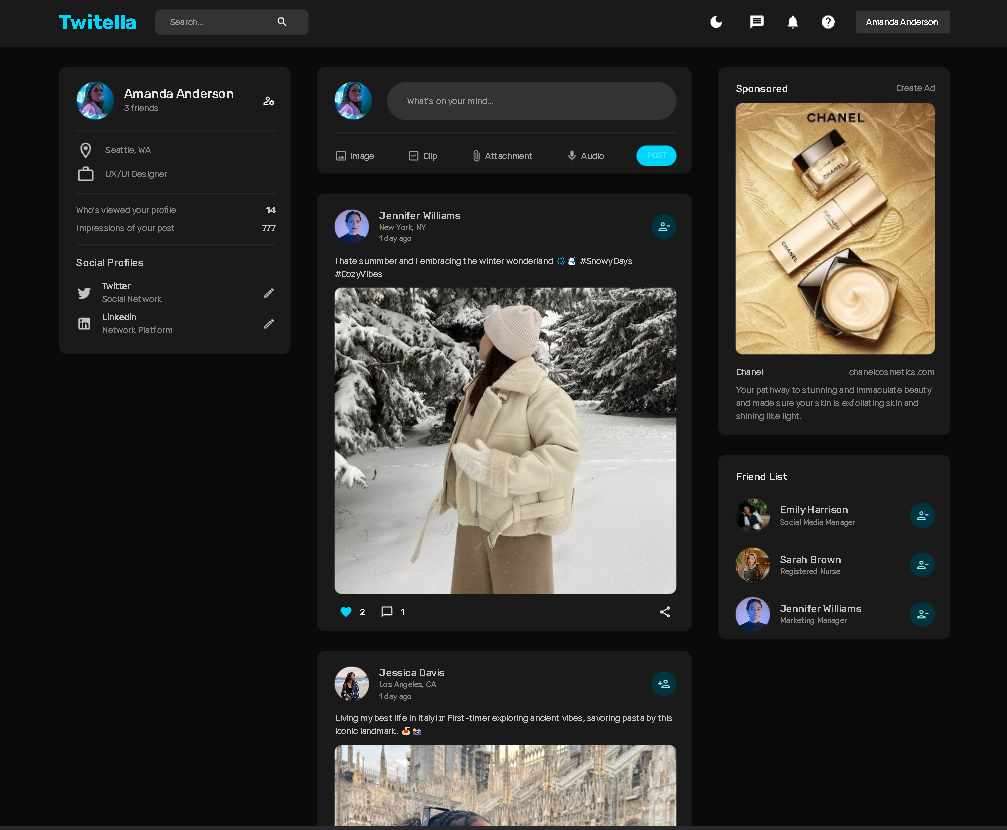 Twitella
Search...
Amanda Anderson
Amanda Anderson
3 friends
Seattle, WA
UX/UI Designer
Who's viewed your profile 14
Impressions of your post 777
Social Profiles
Twitter
Social Network
Linkedin
Network Platform
What's on your mind...
Image Clip Attachment Audio POST
Jennifer Williams
New York, NY
1 day ago
I hate summber and I embracing the winter wonderland ❄️ ⛄ #SnowyDays
#CozyVibes
2 1
Jessica Davis
Los Angeles, CA
1 day ago
Living my best life in Italy! First-timer exploring ancient vibes, savoring pasta by this
iconic landmark..
Sponsored Create Ad
CHANEL
CHANEL
CHANEL
CHANEL
Chanel chanelcosmetics.com
Your pathway to stunning and immaculate beauty
and made sure your skin is exfoliating skin and
shining like light.
Friend List
Emily Harrison
Social Media Manager
Sarah Brown
Registered Nurse
Jennifer Williams
Marketing Manager